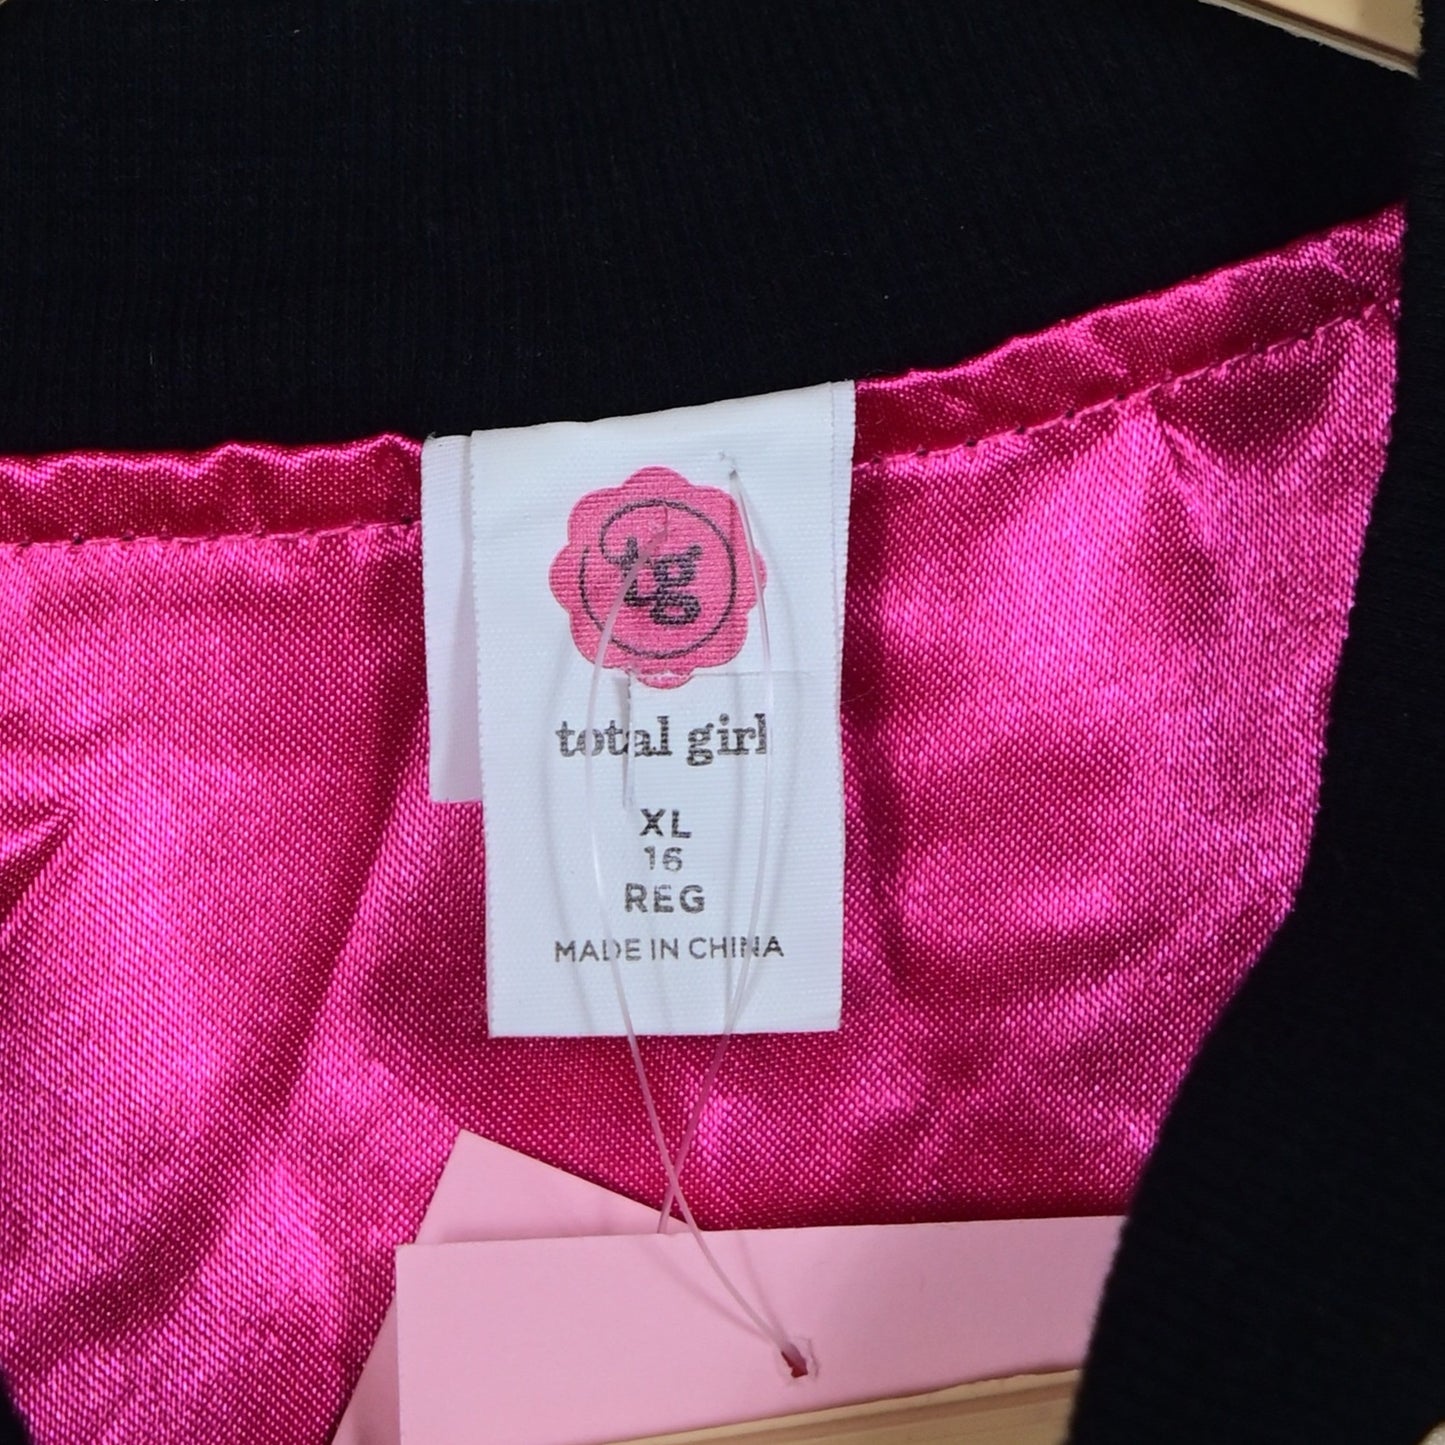 tg
total girl
XL
16
REG
MADE IN CHINA